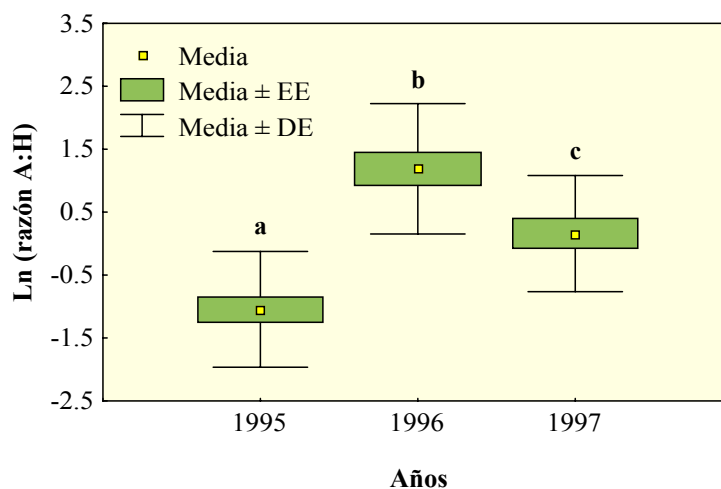 3.5
2.5
1.5
0.5
-0.5
-1.5
-2.5
Ln (razón A:H)
Media
Media ± EE
Media ± DE
a
b
c
1995
1996
1997
Años